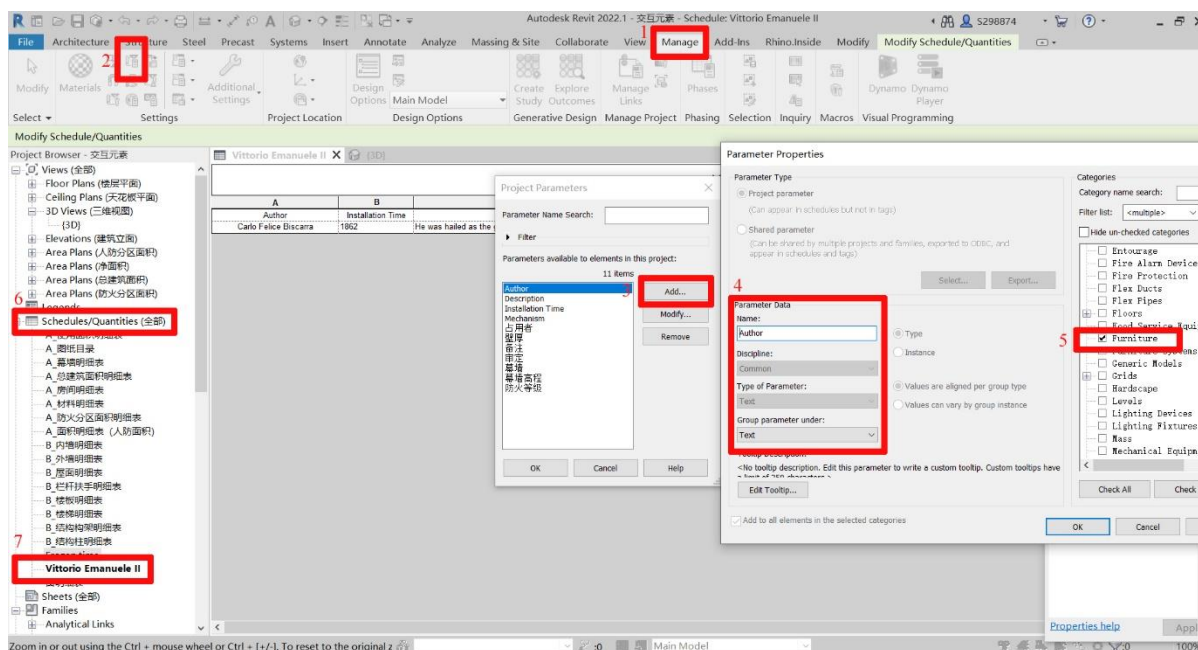 Autodesk Revit 2022.1 - 交互元素 - Schedule: Vittorio Emanuele II
S298874
1
File Architecture Structure Steel Precast Systems Insert Annotate Analyze Massing & Site Collaborate View Manage Add-Ins Rhino.Inside Modify Modify Schedule/Quantities
2
Modify Materials Additional Settings Design Options Main Model Create Study Explore Outcomes Manage Links Phases Dynamo Dynamo Player
Select Settings Project Location Design Options Generative Design Manage Project Phasing Selection Inquiry Macros Visual Programming
Modify Schedule/Quantities
Project Browser - 交互元素
Views (全部)
Floor Plans (楼层平面)
Ceiling Plans (天花板平面)
3D Views (三维视图)
{3D}
Elevations (建筑立面)
Area Plans (人防分区面积)
Area Plans (净面积)
Area Plans (总建筑面积)
Area Plans (防火分区面积)
6
Legends
Schedules/Quantities (全部)
A_图纸目录
A_幕墙明细表
A_总建筑面积明细表
A_房间明细表
A_材料明细表
A_防火分区面积明细表
A_面积明细表 (人防面积)
B_内墙明细表
B_外墙明细表
B_屋面明细表
B_栏杆扶手明细表
B_楼板明细表
B_楼梯明细表
B_结构构架明细表
B_结构柱明细表
7
Vittorio Emanuele II
Sheets (全部)
Families
Analytical Links
Vittorio Emanuele II
{3D}
A B
Author Installation Time
Carlo Felice Biscarra 1862 He was hailed as the
Project Parameters
Parameter Name Search:
Filter
Parameters available to elements in this project:
11 items
Author
Description
Installation Time
Mechanism
占用者
壁厚
备注
审定
幕墙
幕墙高程
防火等级
3
Add...
Modify...
Remove
OK Cancel Help
Parameter Properties
Parameter Type
Project parameter
(Can appear in schedules but not in tags)
Shared parameter
(Can be shared by multiple projects and families, exported to ODBC, and
appear in schedules and tags)
Select... Export...
4
Parameter Data
Name:
Author
Type
Discipline:
Instance
Common
Type of Parameter:
Values are aligned per group type
Text
Values can vary by group instance
Group parameter under:
Text
Tooltip Description:
<No tooltip description. Edit this parameter to write a custom tooltip. Custom tooltips have
a limit of 250 characters.>
Edit Tooltip...
Add to all elements in the selected categories
OK Cancel
Categories
Category name search:
Filter list: <multiple>
Hide un-checked categories
Entourage
Fire Alarm Device
Fire Protection
Flex Ducts
Flex Pipes
Floors
Food Service Equi
5
Furniture
Furniture Systems
Generic Models
Grids
Hardscape
Levels
Lighting Devices
Lighting Fixtures
Mass
Mechanical Equipm
Check All Check
Properties help Appl
Zoom in or out using the Ctrl + mouse wheel or Ctrl + [+/-]. To reset to the original z :0 Main Model :0 100%